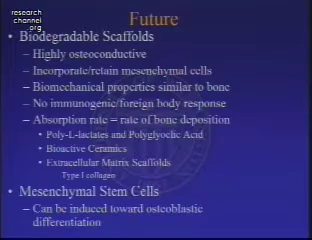 research
channel
.org
Future
• Biodegradable Scaffolds
– Highly osteoconductive
– Incorporate/retain mesenchymal cells
– Biomechanical properties similar to bone
– No immunogenic/foreign body response
– Absorption rate = rate of bone deposition
• Poly-L-lactates and Polyglyoclic Acid
• Bioactive Ceramics
• Extracellular Matrix Scaffolds
Type I collagen
• Mesenchymal Stem Cells
– Can be induced toward osteoblastic
differentiation